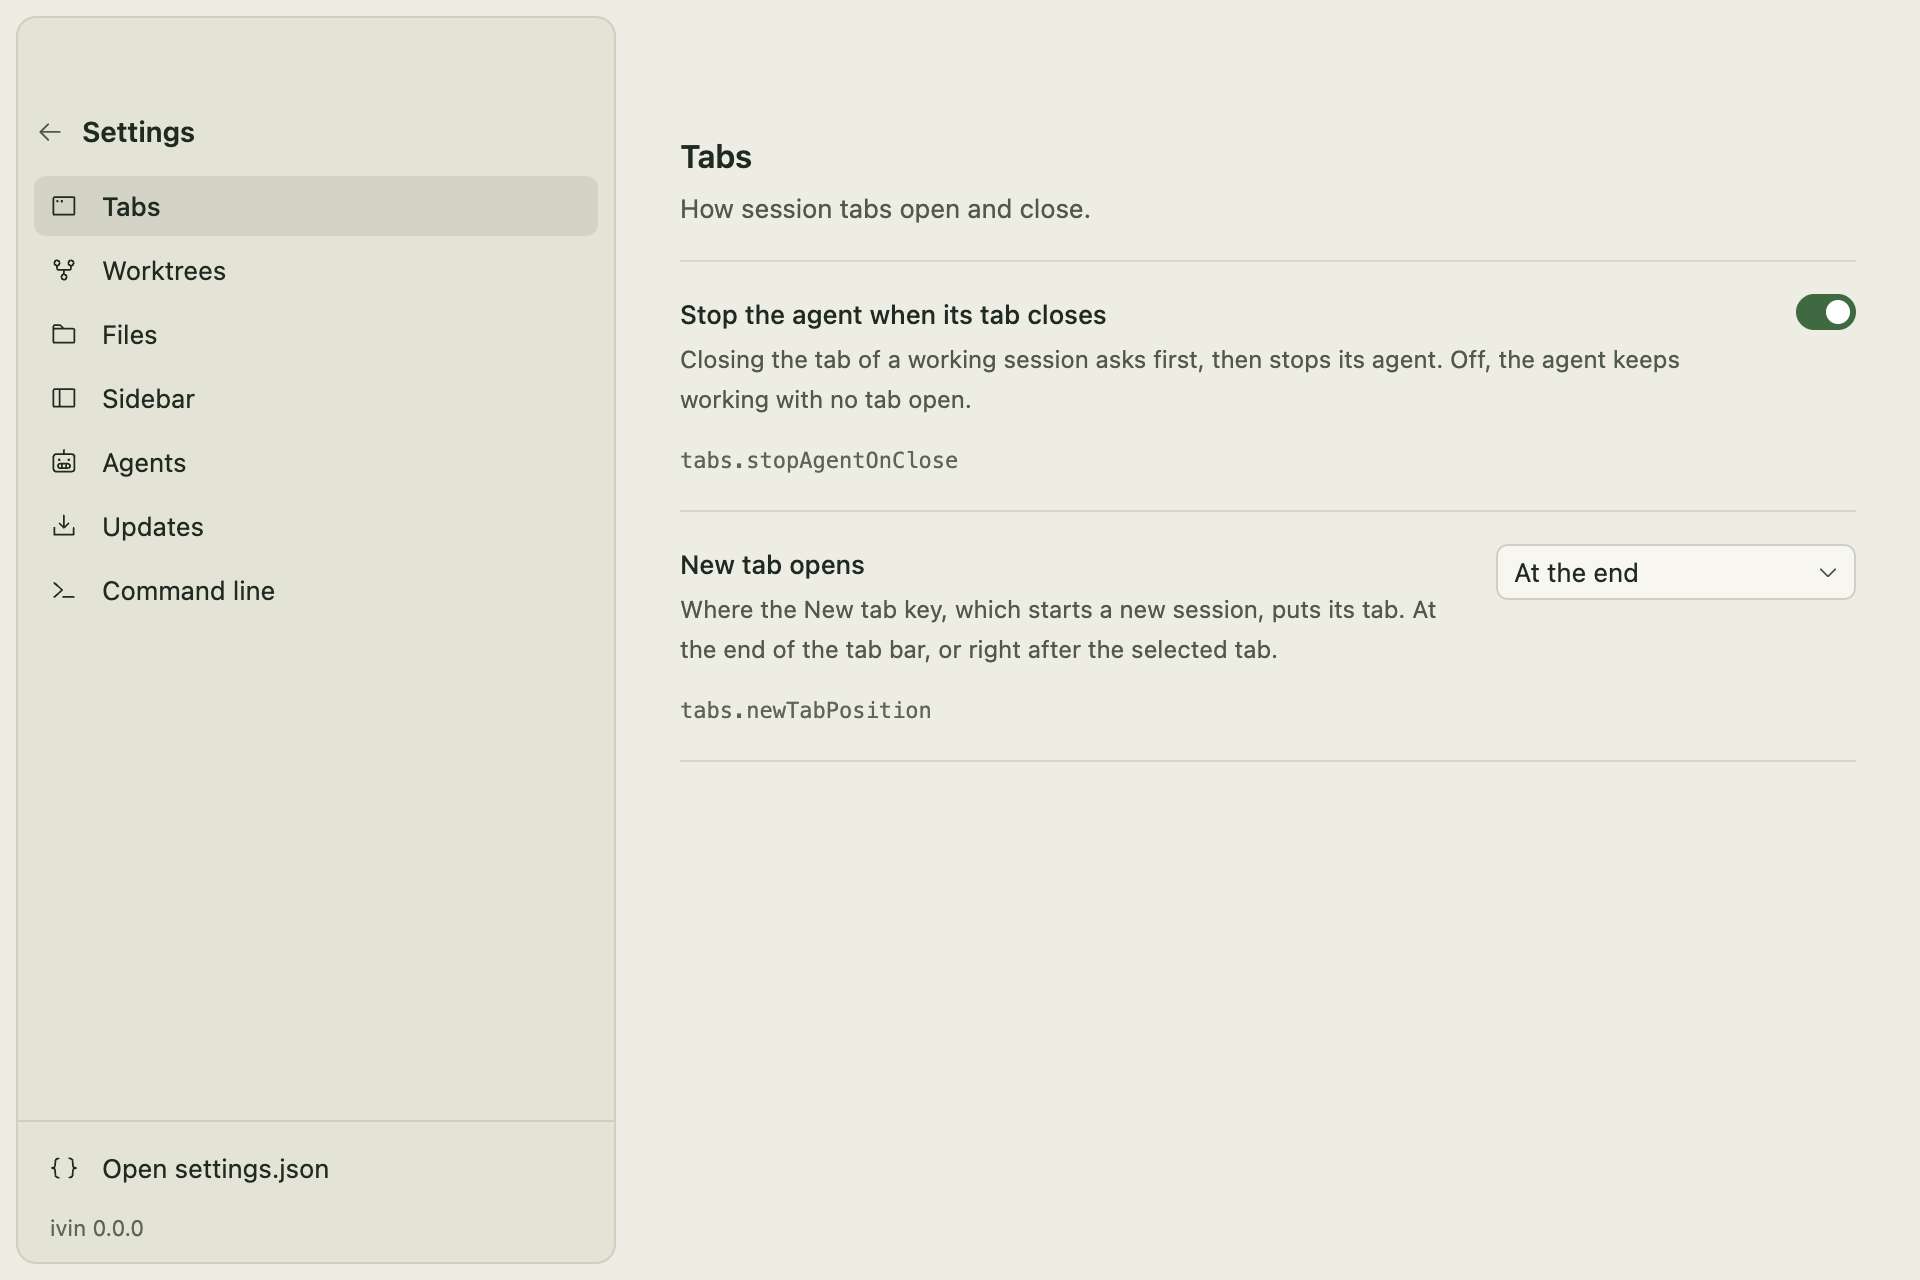 Settings
Tabs
Worktrees
Files
Sidebar
Agents
Updates
Command line
Open settings.json
ivin 0.0.0
Tabs
How session tabs open and close.
Stop the agent when its tab closes
Closing the tab of a working session asks first, then stops its agent. Off, the agent keeps
working with no tab open.
tabs.stopAgentOnClose
New tab opens
At the end
Where the New tab key, which starts a new session, puts its tab. At
the end of the tab bar, or right after the selected tab.
tabs.newTabPosition